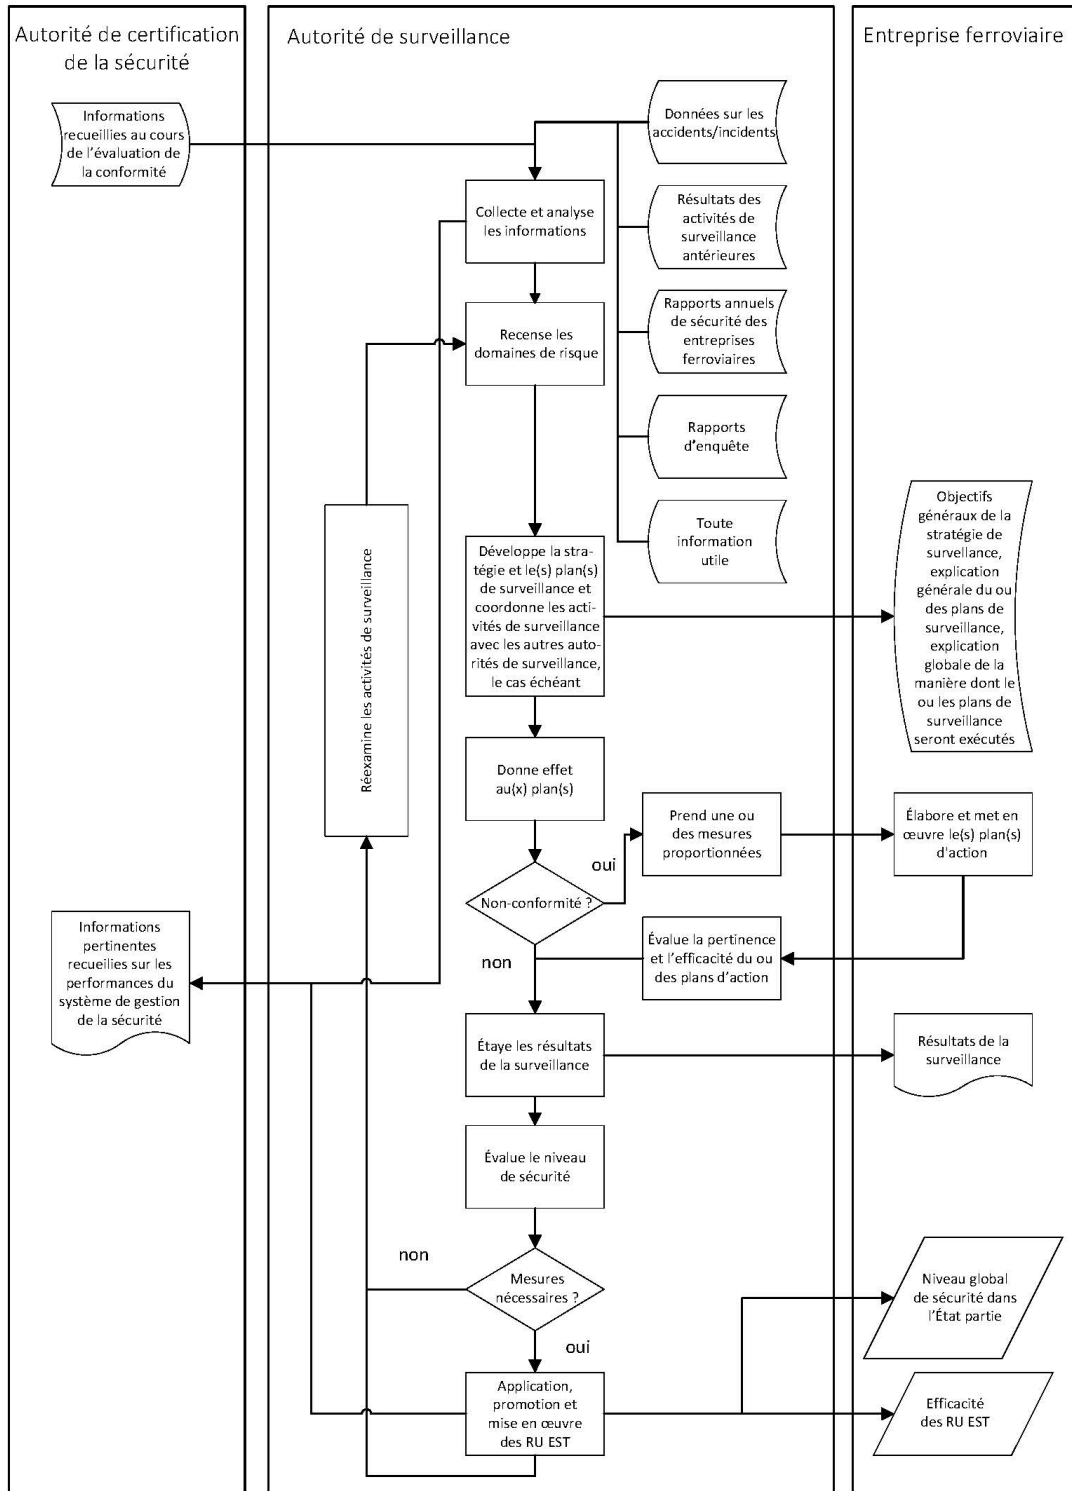 Autorité de certification
de la sécurité
Autorité de surveillance
Entreprise ferroviaire
Informations
recueillies au cours
de l'évaluation de
la conformité
Données sur les
accidents/incidents
Collecte et analyse
les informations
Résultats des
activités de
surveillance
antérieures
Recense les
domaines de risque
Rapports annuels
de sécurité des
entreprises
ferroviaires
Rapports
d'enquête
Toute
information
utile
Réexamine les activités de surveillance
Développe la stra-
tégie et le(s) plan(s)
de surveillance et
coordonne les acti-
vités de surveillance
avec les autres auto-
rités de surveillance,
le cas échéant
Objectifs
généraux de la
stratégie de
survellance,
explication
générale du ou
des plans de
surveillance,
explication
globale de la
manière dont le
ou les plans de
surveillance
seront exécutés
Donne effet
au(x) plan(s)
Prend une ou
des mesures
proportionnées
Élabore et met en
œuvre le(s) plan(s)
d'action
oui
Non-conformité ?
non
Évalue la pertinence
et l'efficacité du ou
des plans d'action
Informations
pertinentes
recueilies sur les
performances du
système de gestion
de la sécurité
Étaye les résultats
de la surveillance
Résultats de la
surveillance
Évalue le niveau
de sécurité
non
Mesures
nécessaires ?
oui
Niveau global
de sécurité dans
l'État partie
Application,
promotion et
mise en œuvre
des RU EST
Efficacité
des RU EST